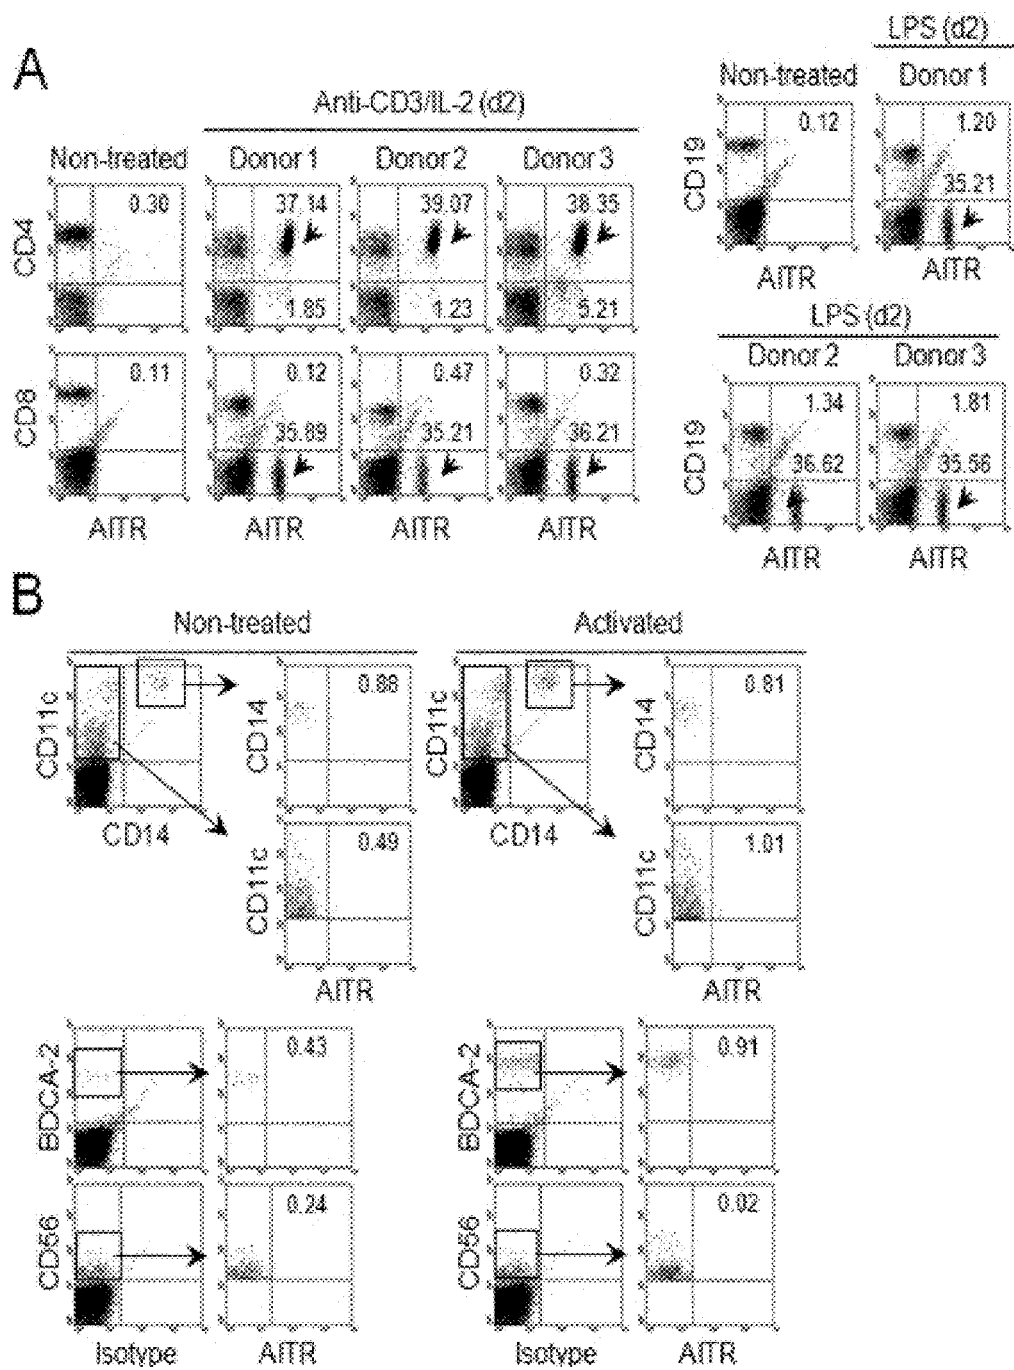 A
Anti-CD3/IL-2 (d2)
Non-treated Donor 1 Donor 2 Donor 3
CD4
0.30 37.14 39.07 38.35
1.85 1.23 5.21
CD8
0.11 0.12 0.47 0.32
35.89 35.21 36.21
AITR AITR AITR AITR
LPS (d2)
Non-treated Donor 1
CD19
0.12 1.20
35.21
AITR AITR
LPS (d2)
Donor 2 Donor 3
CD19
1.34 1.81
36.62 35.56
AITR AITR
B
Non-treated Activated
CD11c CD14 0.86 CD11c CD14 0.81
CD14 CD14
CD11c 0.49 CD11c 1.01
AITR AITR
BDCA-2 0.43 BDCA-2 0.91
CD56 0.24 CD56 0.02
Isotype AITR Isotype AITR